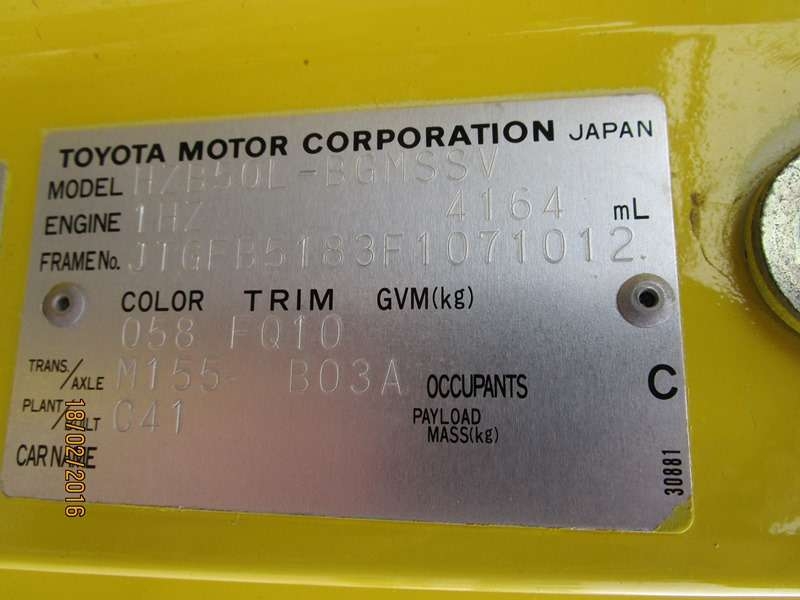 TOYOTA MOTOR CORPORATION JAPAN
MODEL HZB50L-BGMSSV
ENGINE 1HZ 4164 mL
FRAME No. JTGFB5183F1071012.
COLOR TRIM GVM(kg)
058 FQ10
TRANS./AXLE M155- B03A OCCUPANTS C
PLANT/ C41 PAYLOAD MASS(kg)
CAR NAME
30881
18/02/2016